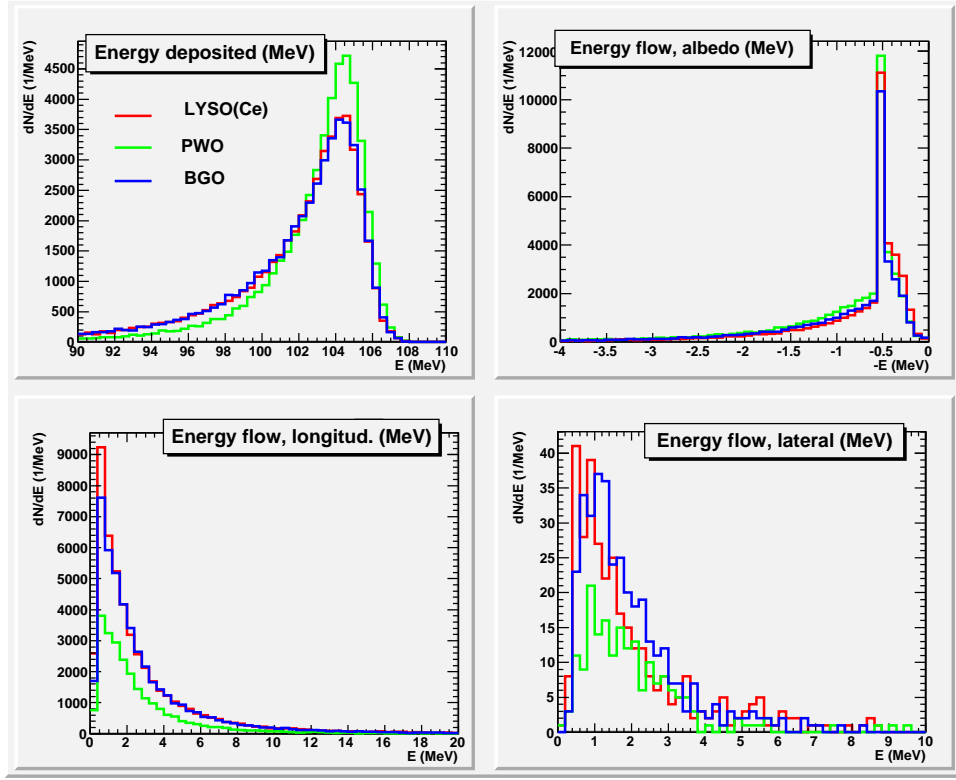 Energy deposited (MeV)
dN/dE (1/MeV)
4500
4000
3500
3000
2500
2000
1500
1000
500
0
LYSO(Ce)
PWO
BGO
90 92 94 96 98 100 102 104 106 108 110
E (MeV)
Energy flow, albedo (MeV)
dN/dE (1/MeV)
12000
10000
8000
6000
4000
2000
0
-4 -3.5 -3 -2.5 -2 -1.5 -1 -0.5 0
-E (MeV)
Energy flow, longitud. (MeV)
dN/dE (1/MeV)
9000
8000
7000
6000
5000
4000
3000
2000
1000
0
0 2 4 6 8 10 12 14 16 18 20
E (MeV)
Energy flow, lateral (MeV)
dN/dE (1/MeV)
40
35
30
25
20
15
10
5
0
0 1 2 3 4 5 6 7 8 9 10
E (MeV)